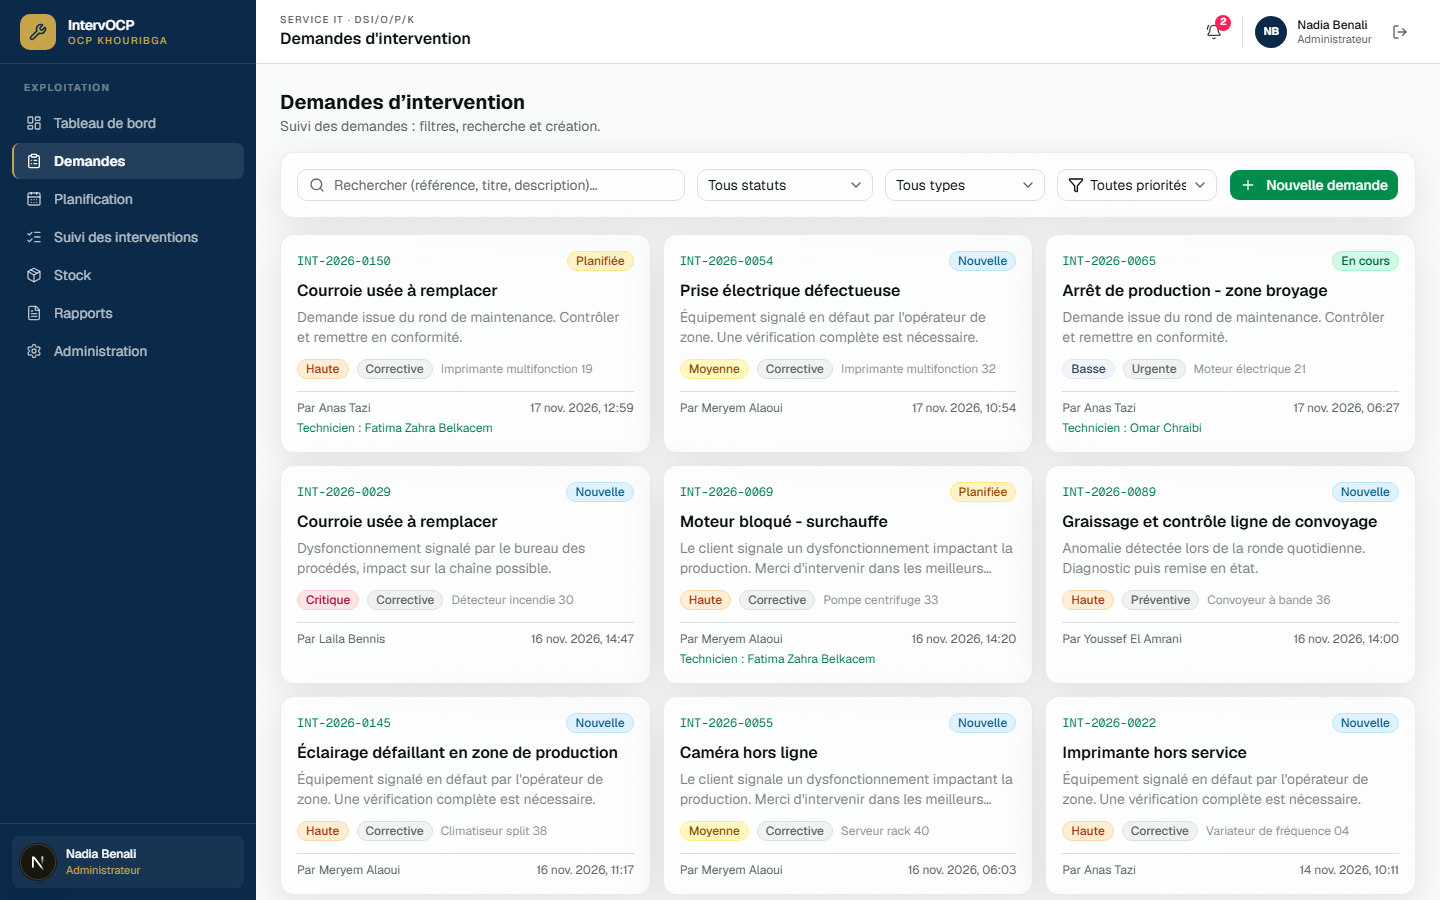 IntervOCP
OCP KHOURIBGA
EXPLOITATION
Tableau de bord
Demandes
Planification
Suivi des interventions
Stock
Rapports
Administration
N
Nadia Benali
Administrateur
SERVICE IT · DSI/O/P/K
Demandes d'intervention
2
NB
Nadia Benali
Administrateur
Demandes d’intervention
Suivi des demandes : filtres, recherche et création.
Rechercher (référence, titre, description)…
Tous statuts
Tous types
Toutes priorités
+ Nouvelle demande
INT-2026-0150
Planifiée
Courroie usée à remplacer
Demande issue du rond de maintenance. Contrôler
et remettre en conformité.
Haute
Corrective
Imprimante multifonction 19
Par Anas Tazi
17 nov. 2026, 12:59
Technicien : Fatima Zahra Belkacem
INT-2026-0054
Nouvelle
Prise électrique défectueuse
Équipement signalé en défaut par l'opérateur de
zone. Une vérification complète est nécessaire.
Moyenne
Corrective
Imprimante multifonction 32
Par Meryem Alaoui
17 nov. 2026, 10:54
INT-2026-0065
En cours
Arrêt de production - zone broyage
Demande issue du rond de maintenance. Contrôler
et remettre en conformité.
Basse
Urgente
Moteur électrique 21
Par Anas Tazi
17 nov. 2026, 06:27
Technicien : Omar Chraibi
INT-2026-0029
Nouvelle
Courroie usée à remplacer
Dysfonctionnement signalé par le bureau des
procédés, impact sur la chaîne possible.
Critique
Corrective
Détecteur incendie 30
Par Laila Bennis
16 nov. 2026, 14:47
INT-2026-0069
Planifiée
Moteur bloqué - surchauffe
Le client signale un dysfonctionnement impactant la
production. Merci d'intervenir dans les meilleurs…
Haute
Corrective
Pompe centrifuge 33
Par Meryem Alaoui
16 nov. 2026, 14:20
Technicien : Fatima Zahra Belkacem
INT-2026-0089
Nouvelle
Graissage et contrôle ligne de convoyage
Anomalie détectée lors de la ronde quotidienne.
Diagnostic puis remise en état.
Haute
Préventive
Convoyeur à bande 36
Par Youssef El Amrani
16 nov. 2026, 14:00
INT-2026-0145
Nouvelle
Éclairage défaillant en zone de production
Équipement signalé en défaut par l'opérateur de
zone. Une vérification complète est nécessaire.
Haute
Corrective
Climatiseur split 38
Par Meryem Alaoui
16 nov. 2026, 11:17
INT-2026-0055
Nouvelle
Caméra hors ligne
Le client signale un dysfonctionnement impactant la
production. Merci d'intervenir dans les meilleurs…
Moyenne
Corrective
Serveur rack 40
Par Meryem Alaoui
16 nov. 2026, 06:03
INT-2026-0022
Nouvelle
Imprimante hors service
Équipement signalé en défaut par l'opérateur de
zone. Une vérification complète est nécessaire.
Haute
Corrective
Variateur de fréquence 04
Par Anas Tazi
14 nov. 2026, 10:11